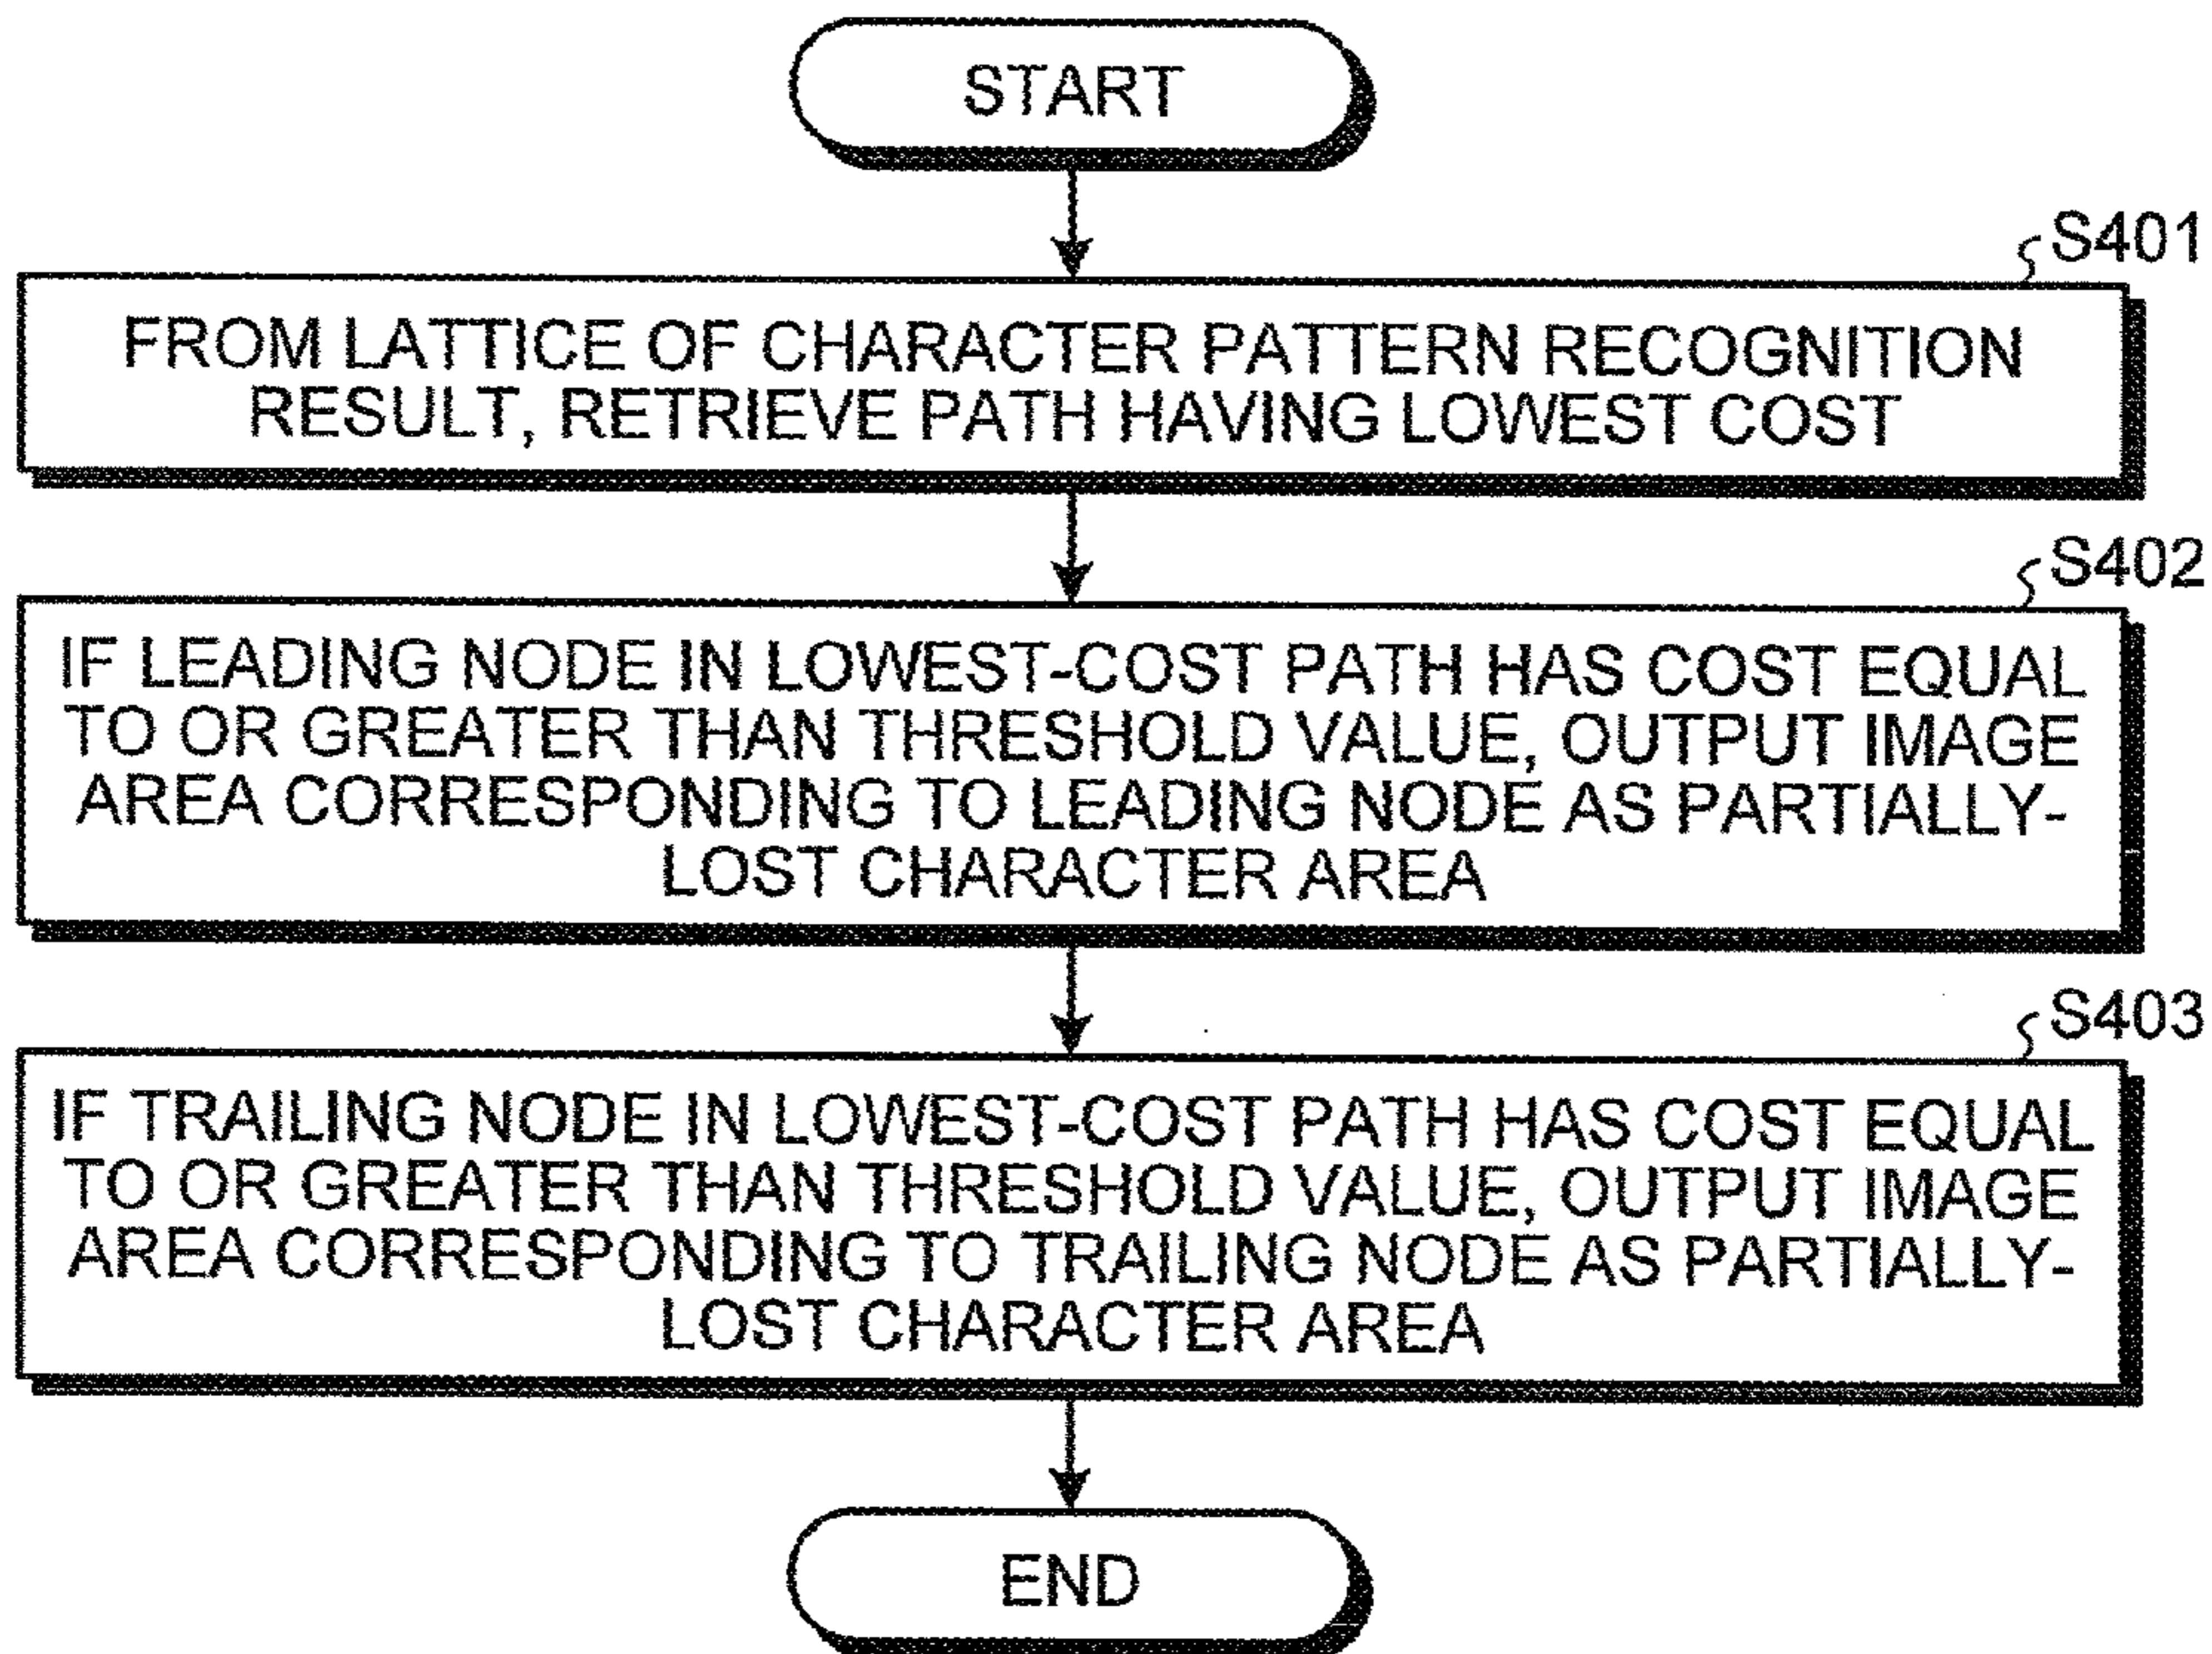 START
S401
FROM LATTICE OF CHARACTER PATTERN RECOGNITION
RESULT, RETRIEVE PATH HAVING LOWEST COST
S402
IF LEADING NODE IN LOWEST-COST PATH HAS COST EQUAL
TO OR GREATER THAN THRESHOLD VALUE, OUTPUT IMAGE
AREA CORRESPONDING TO LEADING NODE AS PARTIALLY-
LOST CHARACTER AREA
S403
IF TRAILING NODE IN LOWEST-COST PATH HAS COST EQUAL
TO OR GREATER THAN THRESHOLD VALUE, OUTPUT IMAGE
AREA CORRESPONDING TO TRAILING NODE AS PARTIALLY-
LOST CHARACTER AREA
END